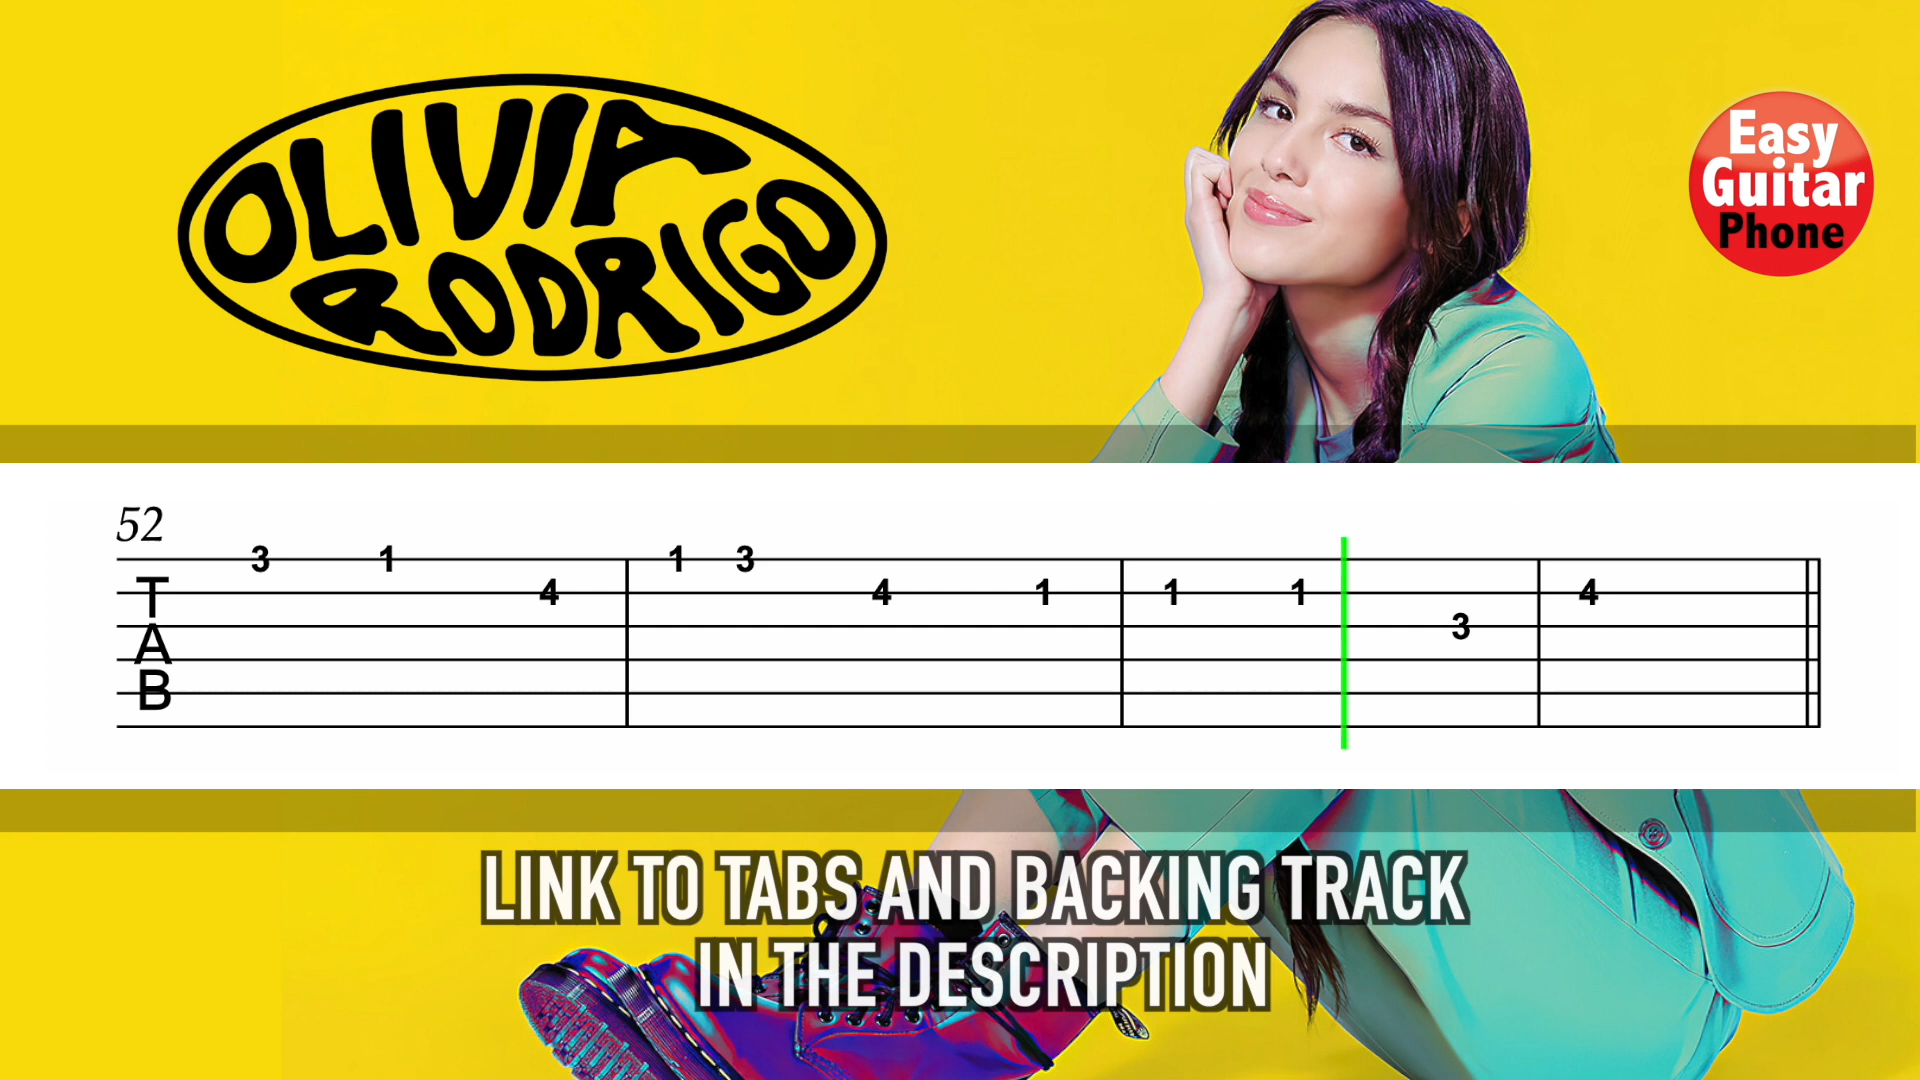 OLIVIA
RODRIGO
Easy
Guitar
Phone
52
3 1 1 3
T 4 4 1 1 1 4
A 3
B
LINK TO TABS AND BACKING TRACK
IN THE DESCRIPTION